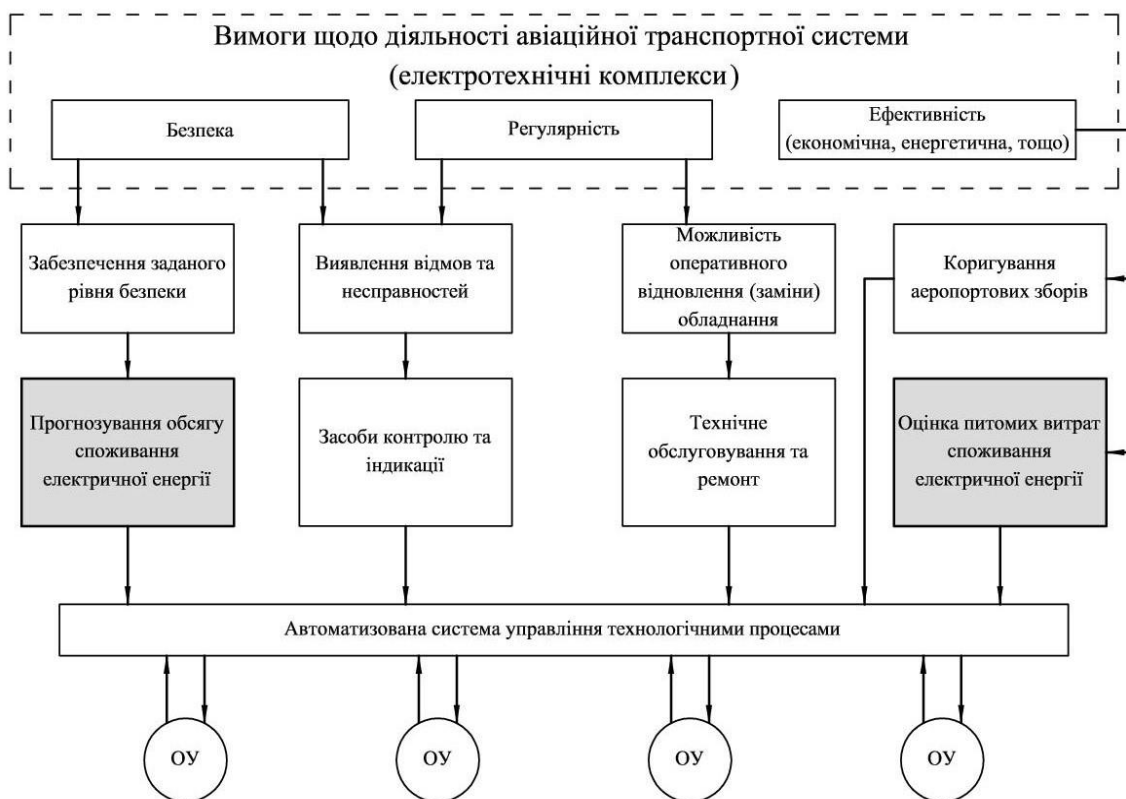 Вимоги щодо діяльності авіаційної транспортної системи
(електротехнічні комплекси)
Безпека
Регулярність
Ефективність
(економічна, енергетична, тощо)
Забезпечення заданого
рівня безпеки
Виявлення відмов та
несправностей
Можливість
оперативного
відновлення (заміни)
обладнання
Коригування
аеропортових зборів
Прогнозування обсягу
споживання
електричної енергії
Засоби контролю та
індикації
Технічне
обслуговування та
ремонт
Оцінка питомих витрат
споживання
електричної енергії
Автоматизована система управління технологічними процесами
ОУ
ОУ
ОУ
ОУ